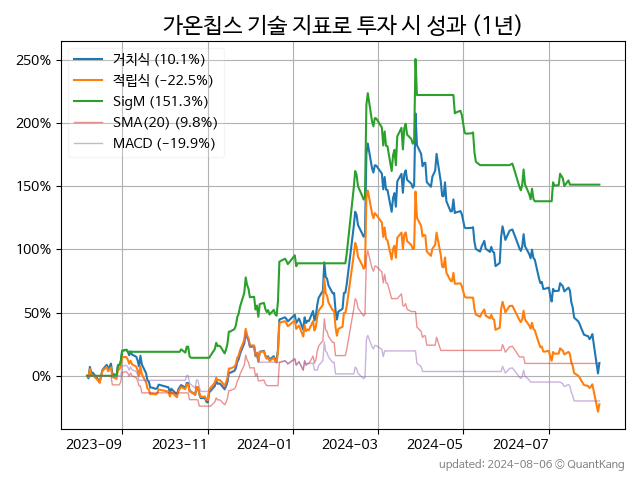 가온칩스 기술 지표로 투자 시 성과 (1년)
250%
200%
150%
100%
50%
0%
거치식 (10.1%)
적립식 (−22.5%)
SigM (151.3%)
SMA(20) (9.8%)
MACD (−19.9%)
2023-09
2023-11
2024-01
2024-03
2024-05
2024-07
updated: 2024-08-06 © QuantKang